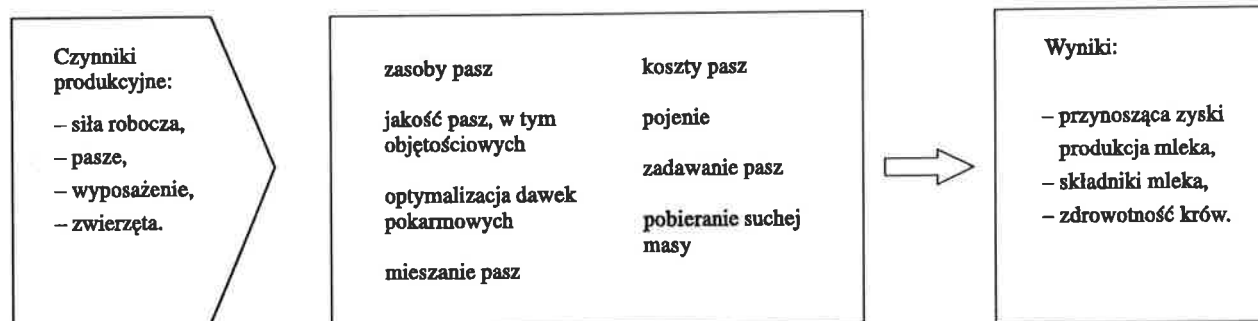 Czynniki
produkcyjne:
– siła robocza,
– pasze,
– wyposażenie,
– zwierzęta.
zasoby pasz
jakość pasz, w tym
objętościowych
optymalizacja dawek
pokarmowych
mieszanie pasz
koszty pasz
pojenie
zadawanie pasz
pobieranie suchej
masy
Wyniki:
– przynosząca zyski
produkcja mleka,
– składniki mleka,
– zdrowotność krów.